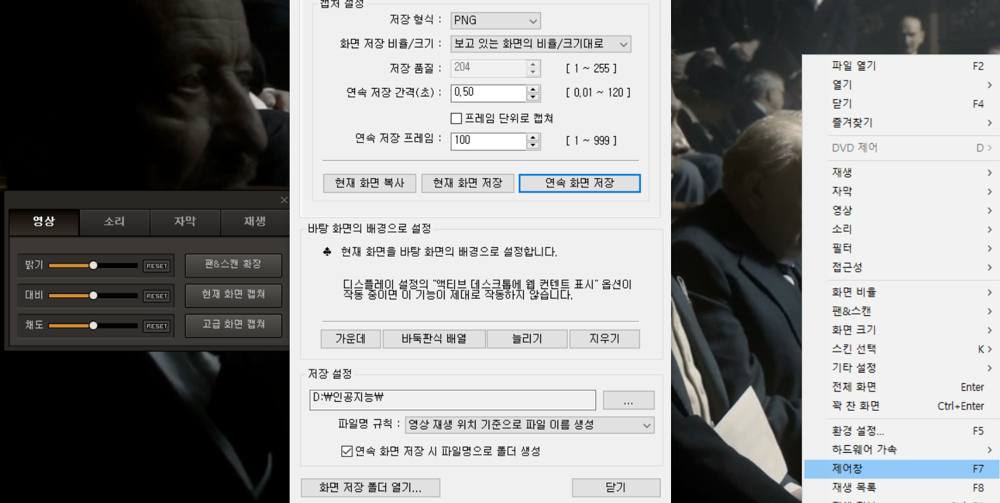 영상
소리
자막
재생
밝기
RESET
팬&스캔 확장
대비
RESET
현재 화면 캡쳐
채도
RESET
고급 화면 캡쳐
캡처 설정
저장 형식 : PNG
화면 저장 비율/크기 : 보고 있는 화면의 비율/크기대로
저장 품질 : 204 [ 1 ~ 255 ]
연속 저장 간격(초) : 0,50 [ 0,01 ~ 120 ]
프레임 단위로 캡쳐
연속 저장 프레임 : 100 [ 1 ~ 999 ]
현재 화면 복사
현재 화면 저장
연속 화면 저장
바탕 화면의 배경으로 설정
♣ 현재 화면을 바탕 화면의 배경으로 설정합니다.
디스플레이 설정의 "액티브 데스크톱에 웹 컨텐트 표시" 옵션이
작동 중이면 이 기능이 제대로 작동하지 않습니다.
가운데
바둑판식 배열
늘리기
지우기
저장 설정
D:₩인공지능₩
...
파일명 규칙 : 영상 재생 위치 기준으로 파일 이름 생성
연속 화면 저장 시 파일명으로 폴더 생성
화면 저장 폴더 열기...
닫기
파일 열기 F2
열기 >
닫기 F4
즐겨찾기 >
DVD 제어 D >
재생 >
자막 >
영상 >
소리 >
필터 >
접근성 >
화면 비율 >
팬&스캔 >
화면 크기 >
스킨 선택 K >
기타 설정 >
전체 화면 Enter
꽉 찬 화면 Ctrl+Enter
환경 설정... F5
하드웨어 가속 >
제어창 F7
재생 목록 F8